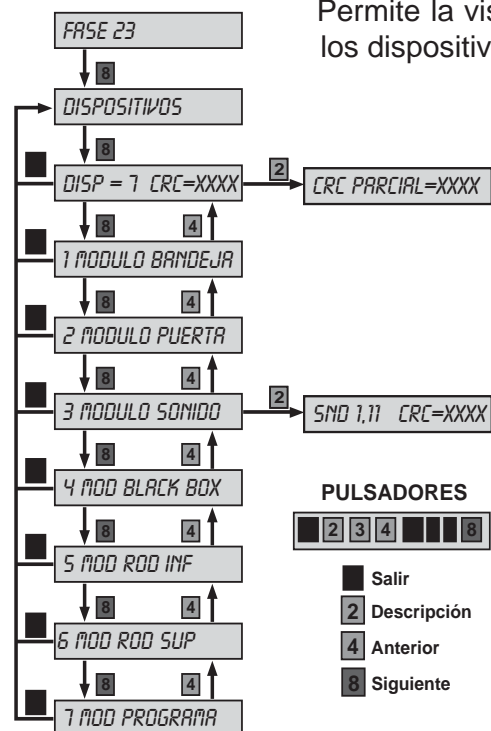 Permite la vis
los dispositiv
FASE 23
8
DISPOSITIVOS
8
DISP = 7 CRC=XXXX
2
CRC PARCIAL=XXXX
8 4
1 MODULO BANDEJA
8 4
2 MODULO PUERTA
8 4
3 MODULO SONIDO
2
SND 1,11 CRC=XXXX
8 4
4 MOD BLACK BOX
8 4
5 MOD ROD INF
8 4
6 MOD ROD SUP
8 4
7 MOD PROGRAMA
PULSADORES
2 3 4 8
Salir
2 Descripción
4 Anterior
8 Siguiente